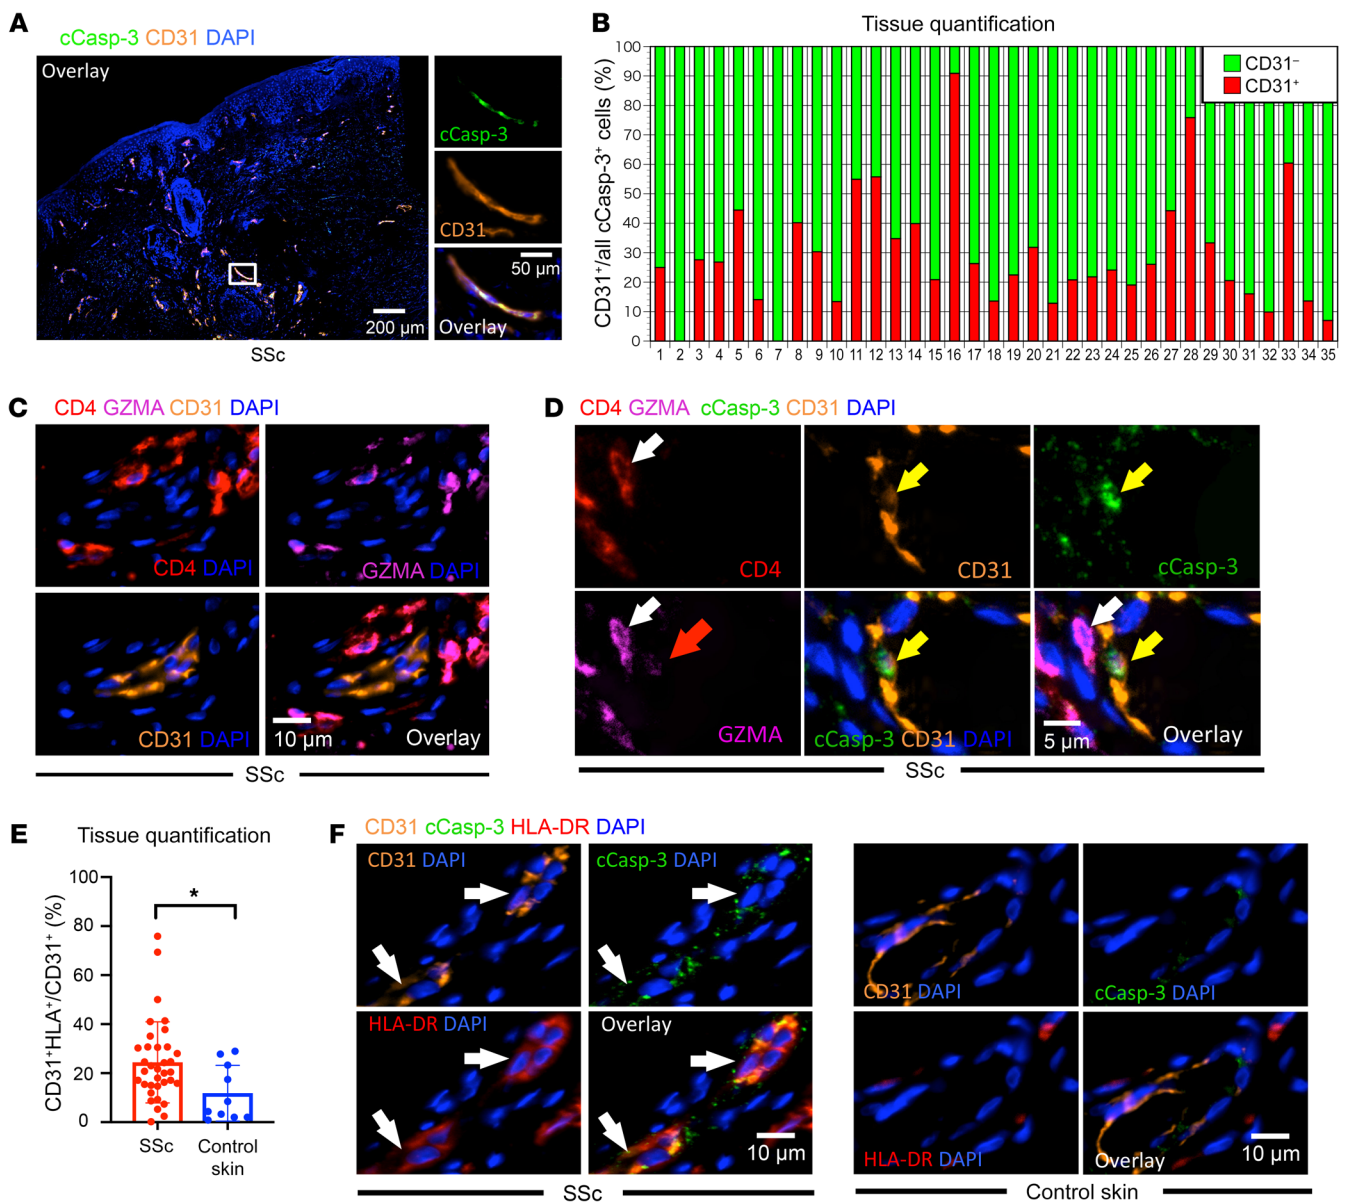 A
cCasp-3 CD31 DAPI
Overlay
200 µm
cCasp-3
CD31
50 µm
Overlay
SSc
B
Tissue quantification
CD31⁺/all cCasp-3⁺ cells (%)
100
90
80
70
60
50
40
30
20
10
0
CD31⁻
CD31⁺
1 2 3 4 5 6 7 8 9 10 11 12 13 14 15 16 17 18 19 20 21 22 23 24 25 26 27 28 29 30 31 32 33 34 35
C
CD4 GZMA CD31 DAPI
CD4 DAPI
GZMA DAPI
CD31 DAPI
10 µm
Overlay
SSc
D
CD4 GZMA cCasp-3 CD31 DAPI
CD4
CD31
cCasp-3
GZMA
cCasp-3 CD31 DAPI
5 µm
Overlay
SSc
E
Tissue quantification
CD31⁺HLA⁺/CD31⁺ (%)
100
80
60
40
20
0
*
SSc
Control
skin
F
CD31 cCasp-3 HLA-DR DAPI
CD31 DAPI
cCasp-3 DAPI
HLA-DR DAPI
Overlay
10 µm
SSc
CD31 DAPI
cCasp-3 DAPI
HLA-DR DAPI
Overlay
10 µm
Control skin